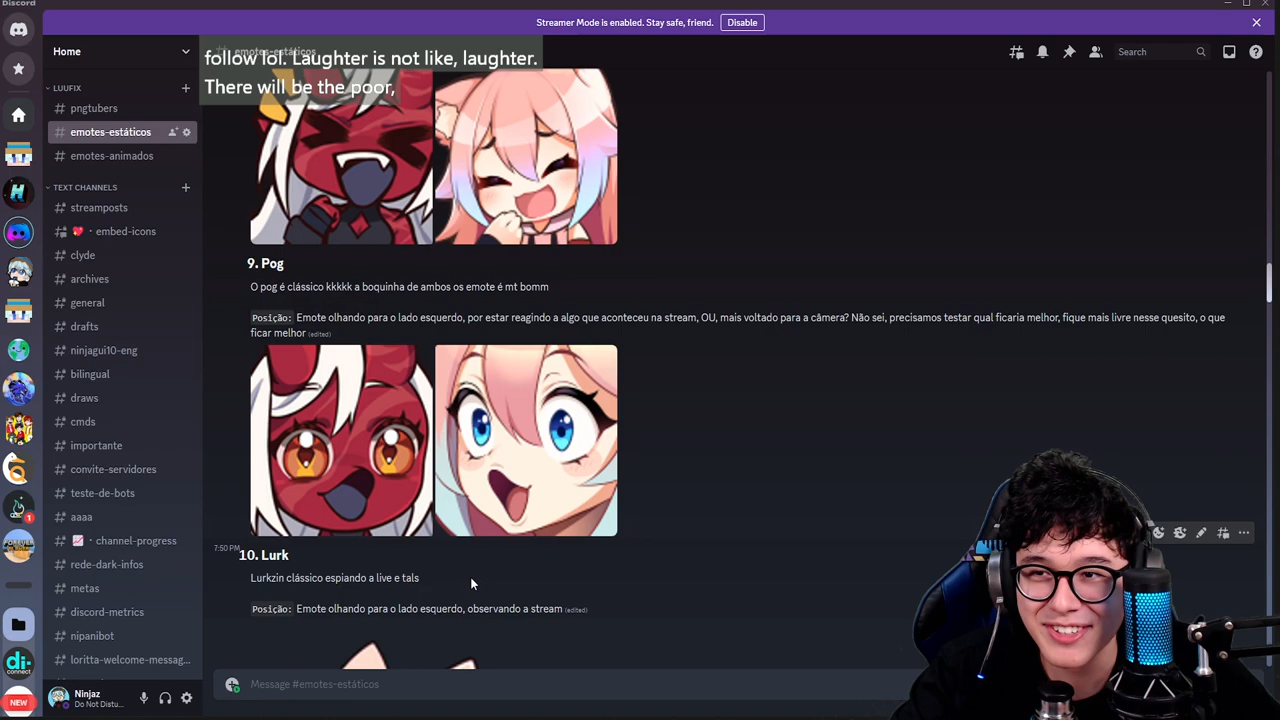 Discord
Streamer Mode is enabled. Stay safe, friend.
Disable
Home
emotes-estáticos
Search
follow lol. Laughter is not like, laughter.
There will be the poor,
LUUFIX
pngtubers
emotes-estáticos
emotes-animados
TEXT CHANNELS
streamposts
embed-icons
clyde
archives
general
drafts
ninjagui10-eng
bilingual
draws
cmds
importante
convite-servidores
teste-de-bots
aaaa
channel-progress
rede-dark-infos
metas
discord-metrics
nipanibot
loritta-welcome-messag...
NEW
1
Ninjaz
Do Not Distu...
9. Pog
O pog é clássico kkkkk a boquinha de ambos os emote é mt bomm
Posição: Emote olhando para o lado esquerdo, por estar reagindo a algo que aconteceu na stream, OU, mais voltado para a câmera? Não sei, precisamos testar qual ficaria melhor, fique mais livre nesse quesito, o que
ficar melhor (edited)
7:50 PM
10. Lurk
Lurkzin clássico espiando a live e tals
Posição: Emote olhando para o lado esquerdo, observando a stream (edited)
Message #emotes-estáticos